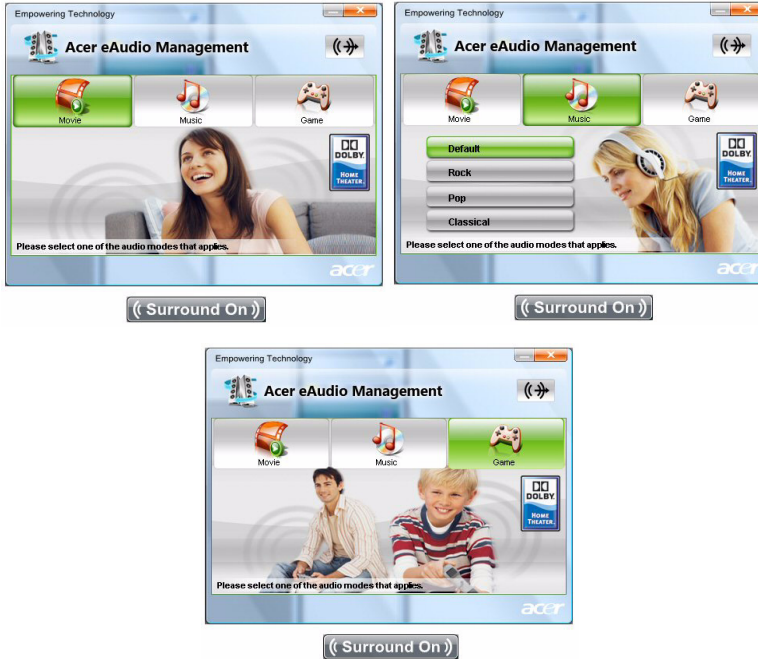 Empowering Technology
Acer eAudio Management
Movie
Music
Game
DOLBY.
HOME
THEATER.
Please select one of the audio modes that applies.
acer
(( Surround On ))
Empowering Technology
Acer eAudio Management
Movie
Music
Game
Default
Rock
Pop
Classical
DOLBY.
HOME
THEATER.
Please select one of the audio modes that applies.
acer
(( Surround On ))
Empowering Technology
Acer eAudio Management
Movie
Music
Game
DOLBY.
HOME
THEATER.
Please select one of the audio modes that applies.
acer
(( Surround On ))